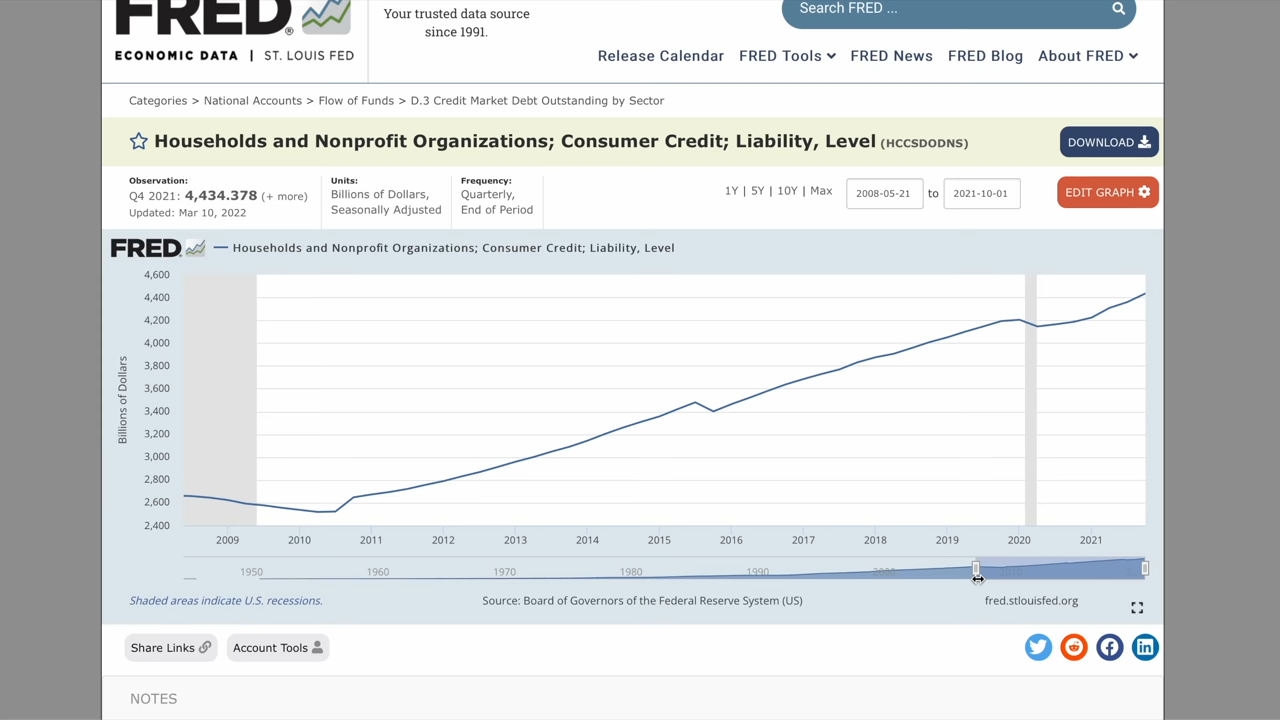 FRED®
ECONOMIC DATA | ST. LOUIS FED
Your trusted data source
since 1991.
Search FRED ...
Release Calendar FRED Tools FRED News FRED Blog About FRED
Categories > National Accounts > Flow of Funds > D.3 Credit Market Debt Outstanding by Sector
Households and Nonprofit Organizations; Consumer Credit; Liability, Level (HCCSDODNS)
DOWNLOAD
Observation:
Q4 2021: 4,434.378 (+ more)
Updated: Mar 10, 2022
Units:
Billions of Dollars,
Seasonally Adjusted
Frequency:
Quarterly,
End of Period
1Y | 5Y | 10Y | Max
2008-05-21 to 2021-10-01
EDIT GRAPH
FRED Households and Nonprofit Organizations; Consumer Credit; Liability, Level
Billions of Dollars
4,600
4,400
4,200
4,000
3,800
3,600
3,400
3,200
3,000
2,800
2,600
2,400
2009 2010 2011 2012 2013 2014 2015 2016 2017 2018 2019 2020 2021
1950 1960 1970 1980 1990 2000 2010
Shaded areas indicate U.S. recessions.
Source: Board of Governors of the Federal Reserve System (US)
fred.stlouisfed.org
Share Links
Account Tools
NOTES